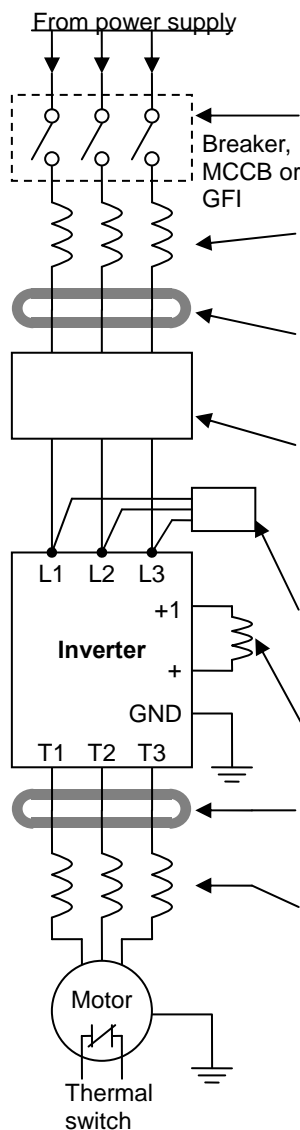 From power supply
Breaker,
MCCB or
GFI
L1 L2 L3
+1
Inverter
+
GND
T1 T2 T3
Motor
Thermal
switch